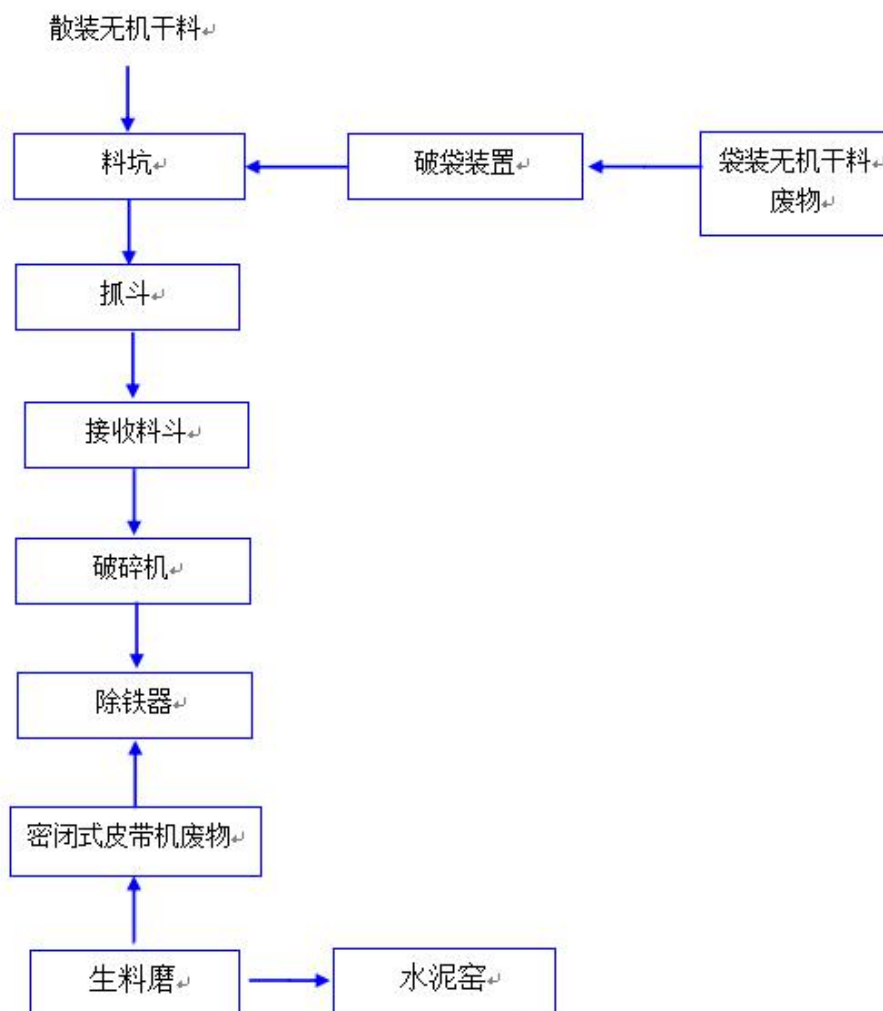 散装无机干料
料坑
破袋装置
袋装无机干料
废物
抓斗
接收料斗
破碎机
除铁器
密闭式皮带机废物
生料磨
水泥窑